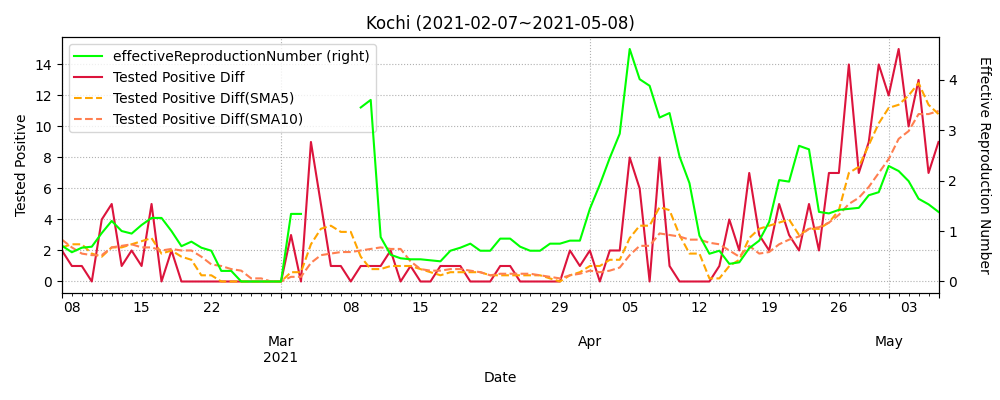 Kochi (2021-02-07~2021-05-08)
effectiveReproductionNumber (right)
Tested Positive Diff
Tested Positive Diff(SMA5)
Tested Positive Diff(SMA10)
Tested Positive
14
12
10
8
6
4
2
0
Effective Reproduction Number
4
3
2
1
0
08 15 22 08 15 22 29 05 12 19 26 03
Mar Apr May
2021
Date